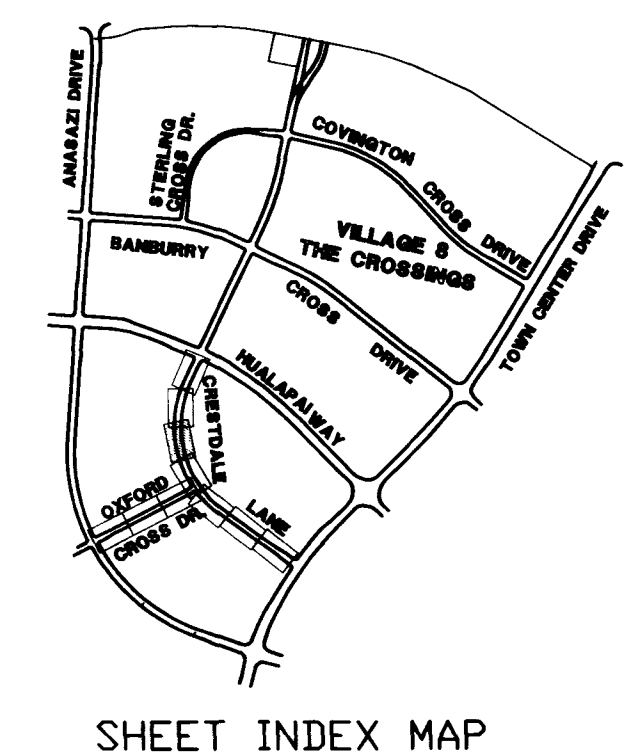 ANASAZI DRIVE
STERLING
CROSS DR.
COVINGTON
CROSS DRIVE
VILLAGE 8
THE CROSSINGS
BANBURRY
CROSS
DRIVE
TOWN CENTER DRIVE
HUALAPAI WAY
CRESTDALE
LANE
OXFORD
CROSS DR.
SHEET INDEX MAP